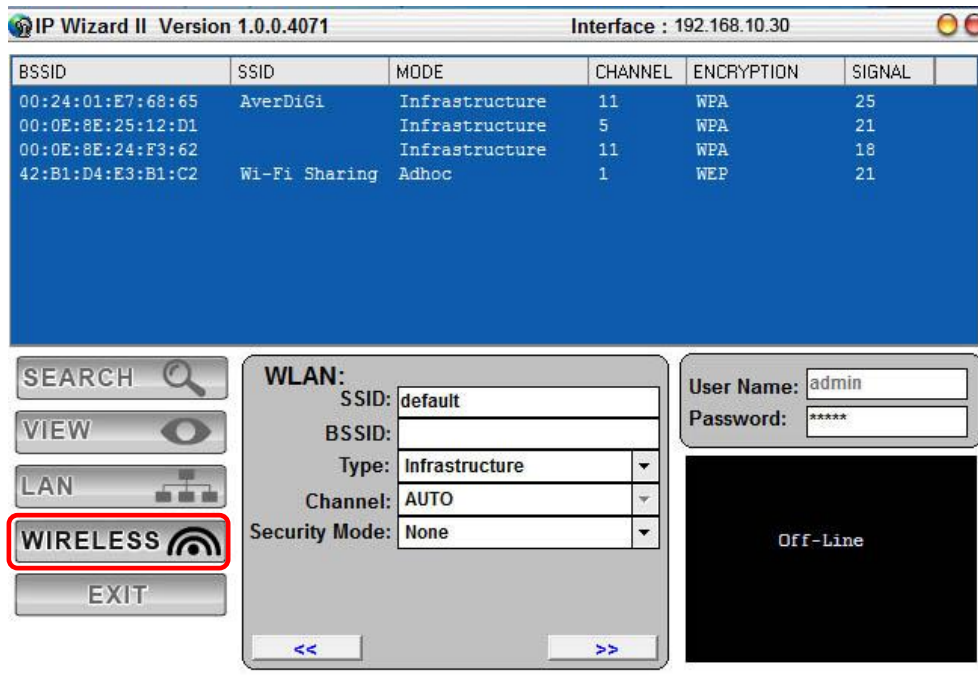 IP Wizard II Version 1.0.0.4071 Interface : 192.168.10.30
BSSID SSID MODE CHANNEL ENCRYPTION SIGNAL
00:24:01:E7:68:65 AverDiGi Infrastructure 11 WPA 25
00:0E:8E:25:12:D1 Infrastructure 5 WPA 21
00:0E:8E:24:F3:62 Infrastructure 11 WPA 18
42:B1:D4:E3:B1:C2 Wi-Fi Sharing Adhoc 1 WEP 21
SEARCH
VIEW
LAN
WIRELESS
EXIT
WLAN:
SSID: default
BSSID:
Type: Infrastructure
Channel: AUTO
Security Mode: None
<< >>
User Name: admin
Password: *****
Off-Line